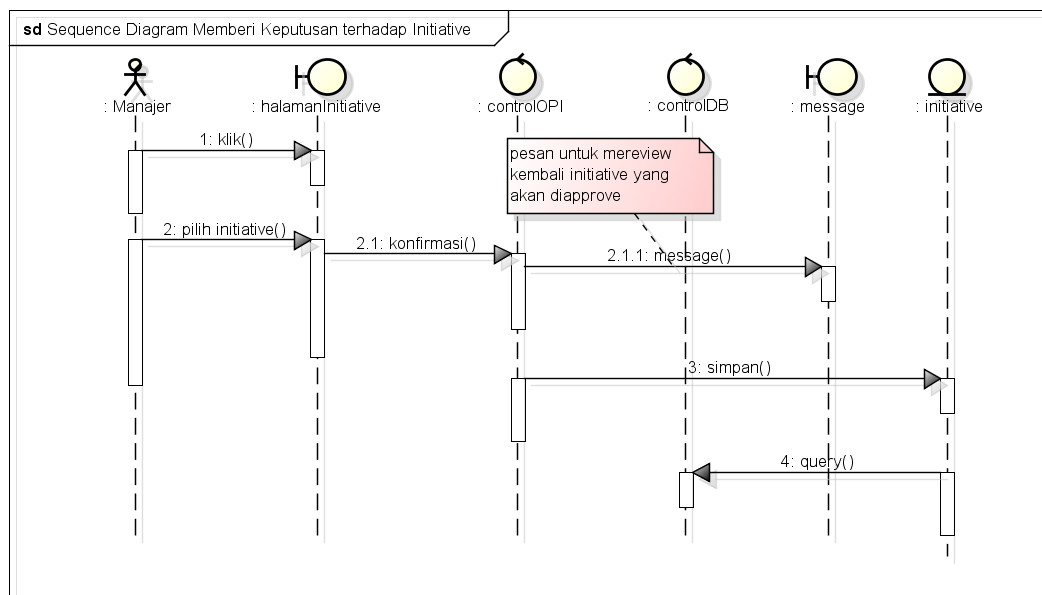 sd Sequence Diagram Memberi Keputusan terhadap Initiative
: Manajer
: halamanInitiative
: controlOPI
: controlDB
: message
: initiative
1: klik()
pesan untuk mereview
kembali initiative yang
akan diapprove
2: pilih initiative()
2.1: konfirmasi()
2.1.1: message()
3: simpan()
4: query()